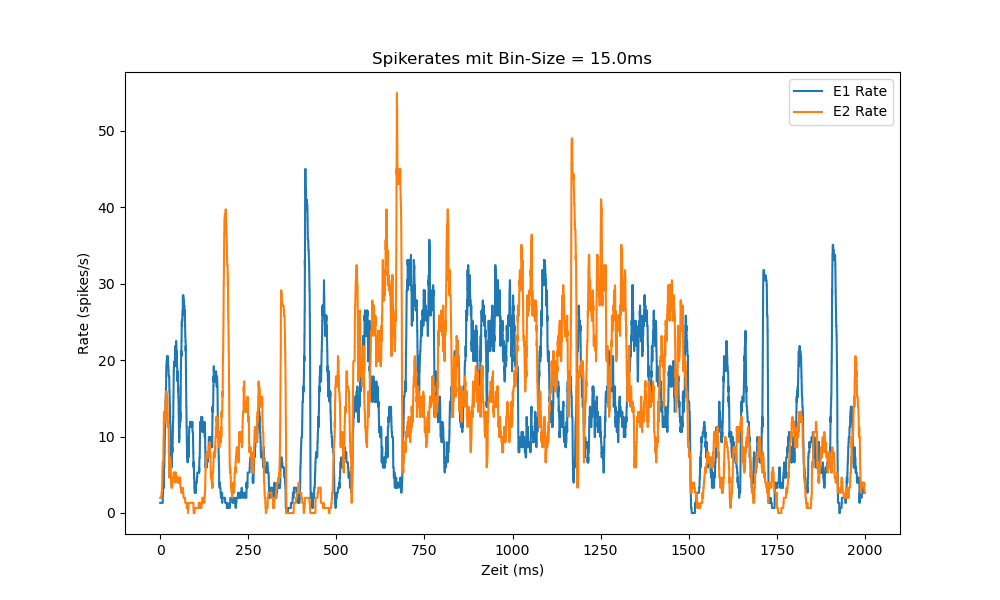 Spikerates mit Bin-Size = 15.0ms
E1 Rate
E2 Rate
Rate (spikes/s)
50
40
30
20
10
0
0 250 500 750 1000 1250 1500 1750 2000
Zeit (ms)